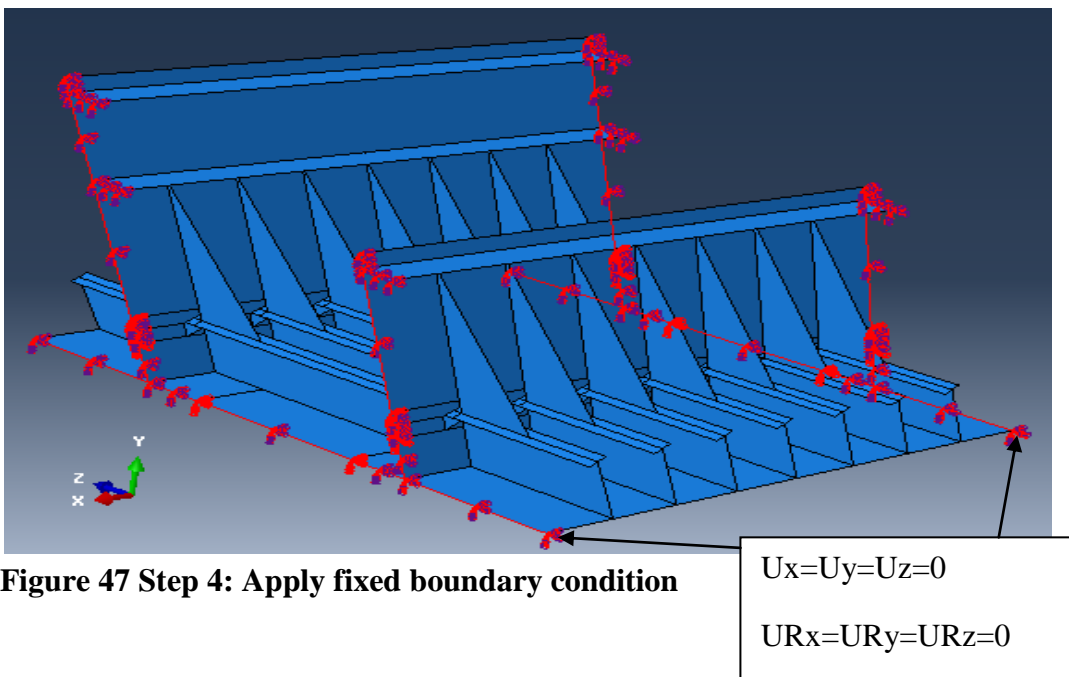 Y
Z
X
Figure 47 Step 4: Apply fixed boundary condition
Ux=Uy=Uz=0
URx=URy=URz=0